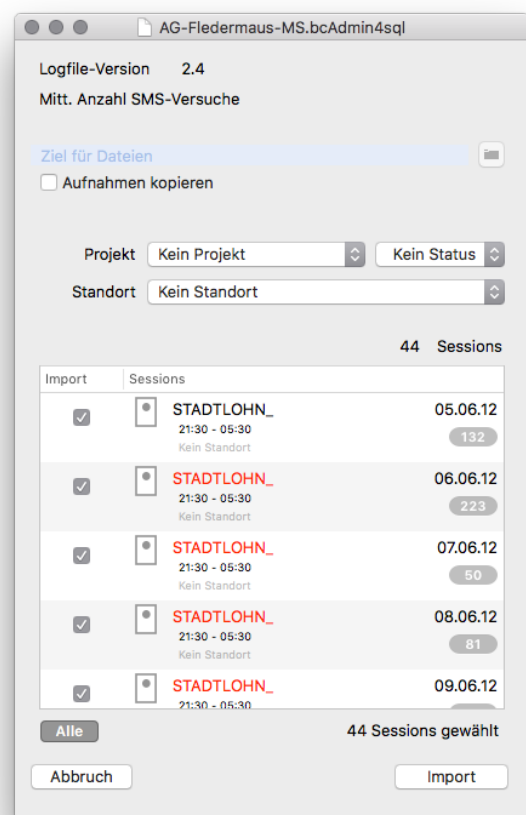 AG-Fledermaus-MS.bcAdmin4sql
Logfile-Version 2.4
Mitt. Anzahl SMS-Versuche
Ziel für Dateien
Aufnahmen kopieren
Projekt Kein Projekt Kein Status
Standort Kein Standort
44 Sessions
Import Sessions
STADTLOHN_ 05.06.12
21:30 - 05:30 132
Kein Standort
STADTLOHN_ 06.06.12
21:30 - 05:30 223
Kein Standort
STADTLOHN_ 07.06.12
21:30 - 05:30 50
Kein Standort
STADTLOHN_ 08.06.12
21:30 - 05:30 81
Kein Standort
STADTLOHN_ 09.06.12
21:30 - 05:30
Alle 44 Sessions gewählt
Abbruch Import